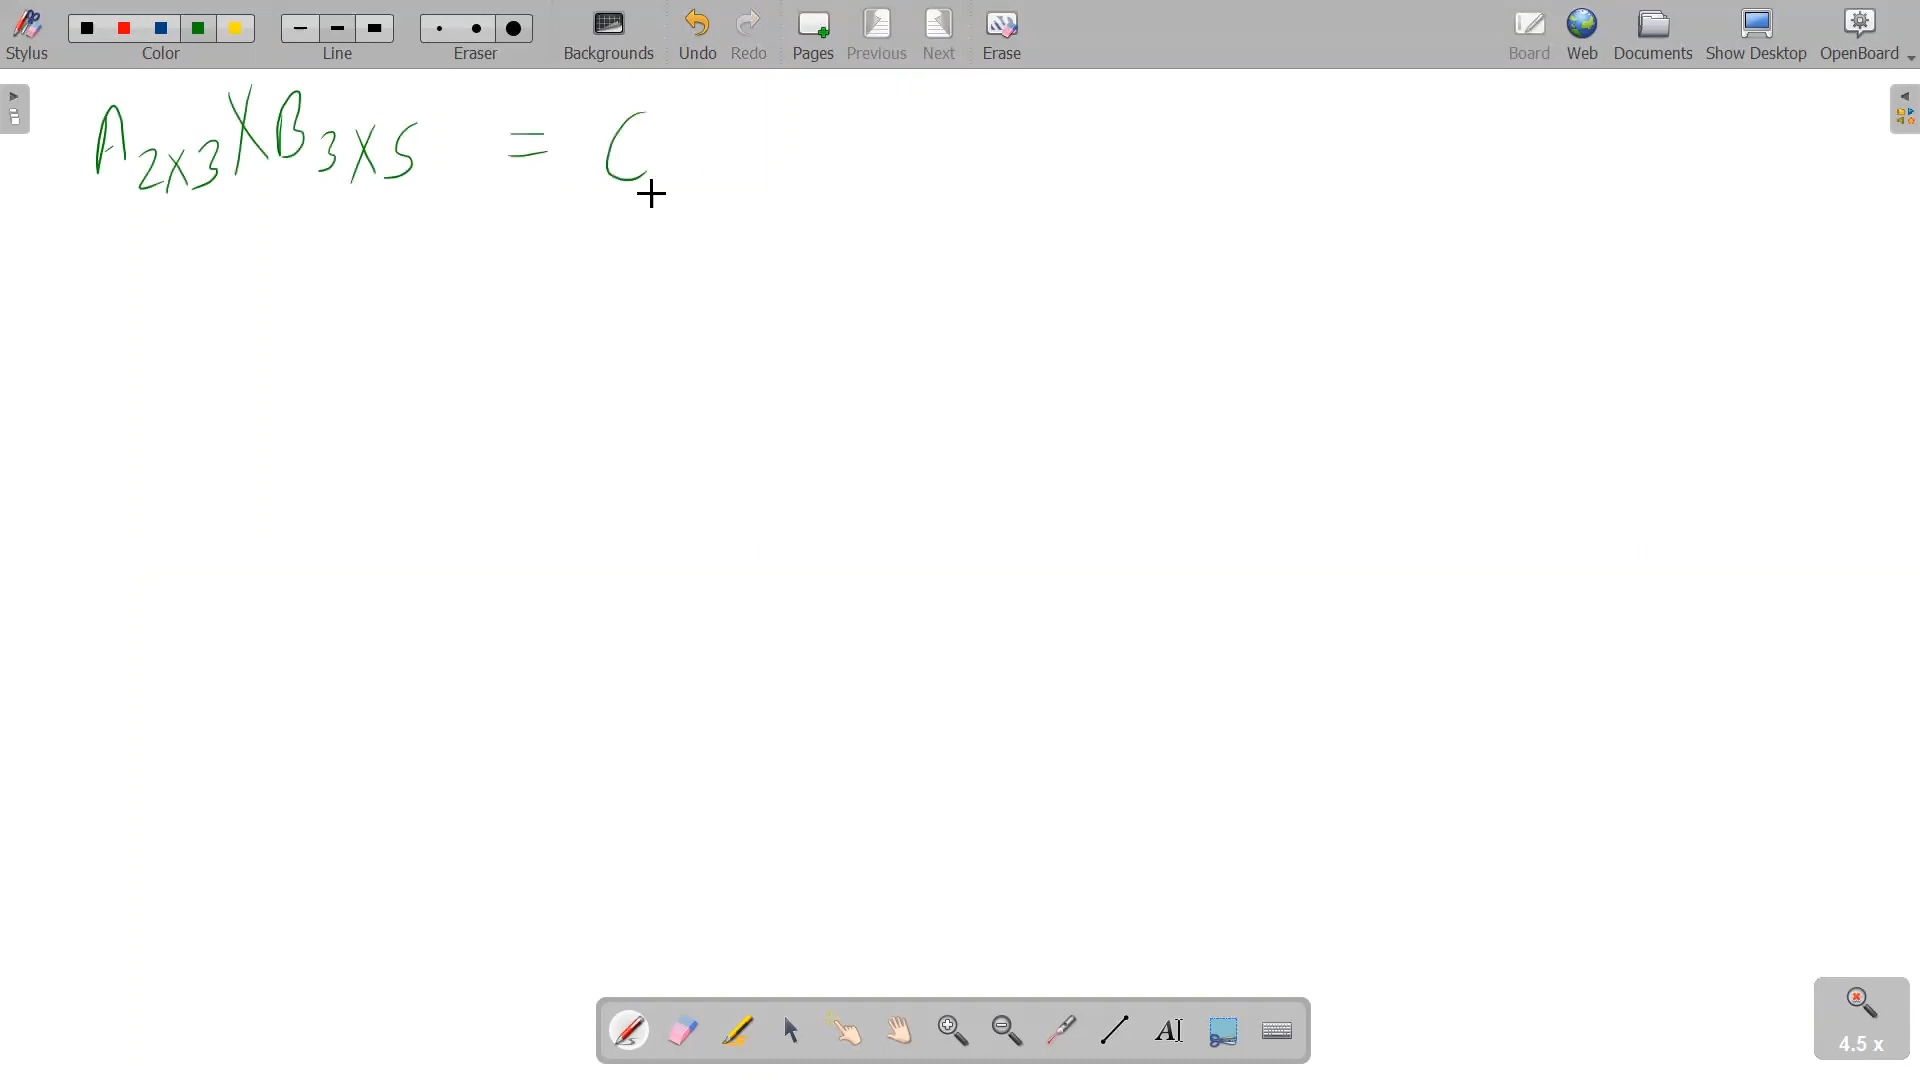 Stylus Color Line Eraser Backgrounds Undo Redo Pages Previous Next Erase Board Web Documents Show Desktop OpenBoard
A₂ₓ₃ X B₃ₓ₅ = C
AI
4.5 x